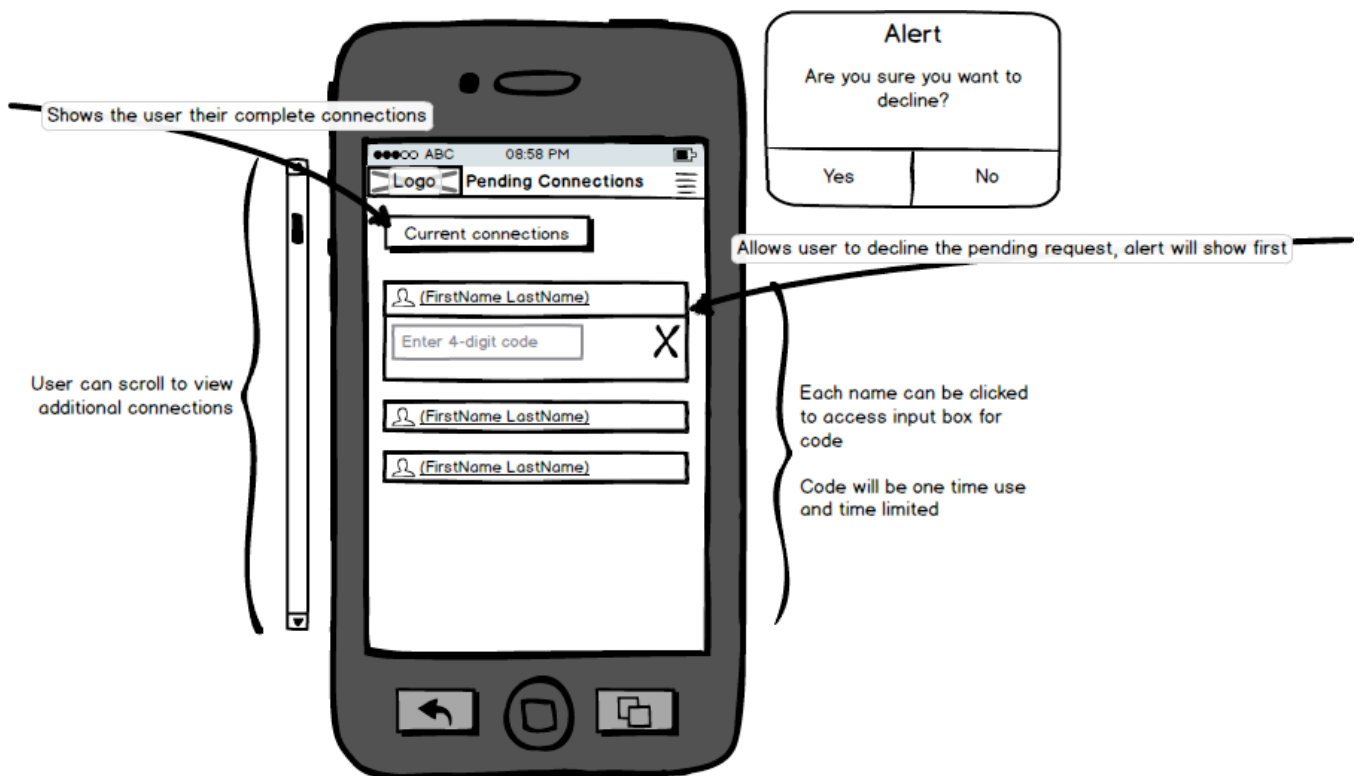 Alert
Are you sure you want to
decline?
Yes
No
Shows the user their complete connections
ABC
08:58 PM
Logo
Pending Connections
Current connections
Allows user to decline the pending request, alert will show first
(FirstName LastName)
Enter 4-digit code
X
(FirstName LastName)
(FirstName LastName)
User can scroll to view
additional connections
Each name can be clicked
to access input box for
code
Code will be one time use
and time limited